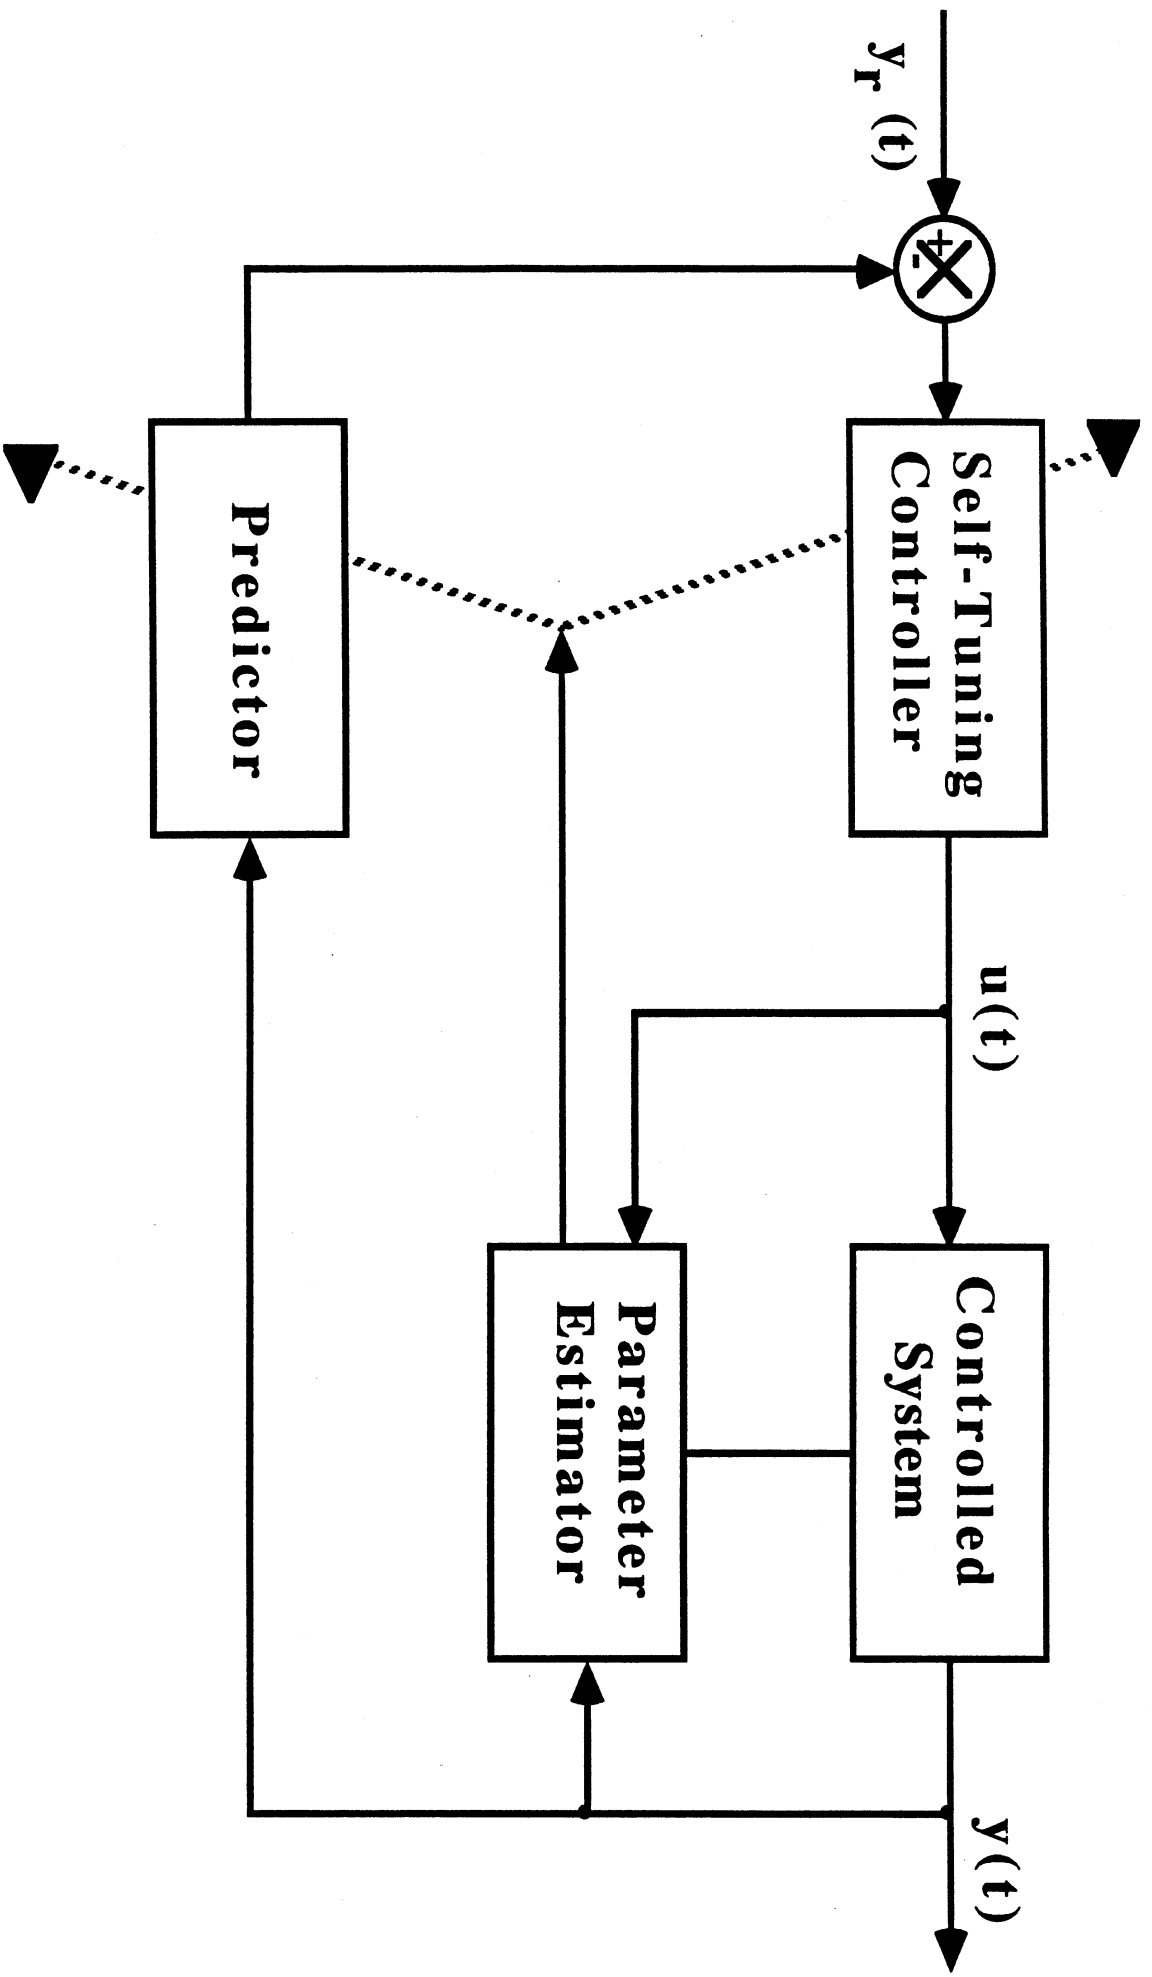 y_r (t)
+
-
Self-Tuning
Controller
u(t)
Controlled
System
y(t)
Parameter
Estimator
Predictor